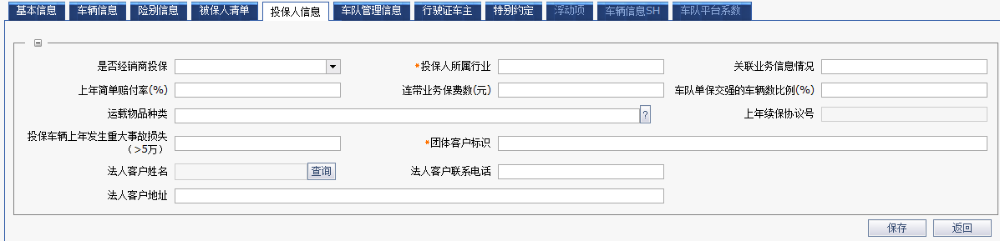 基本信息 车辆信息 险别信息 被保人清单 投保人信息 车队管理信息 行驶证车主 特别约定 浮动项 车辆信息SH 车队平台系数
是否经销商投保 *投保人所属行业 关联业务信息情况
上年简单赔付率(%) 连带业务保费数(元) 车队单保交强的车辆数比例(%)
运载物品种类 ? 上年续保协议号
投保车辆上年发生重大事故损失
（>5万） *团体客户标识
法人客户姓名 查询 法人客户联系电话
法人客户地址
保存 返回